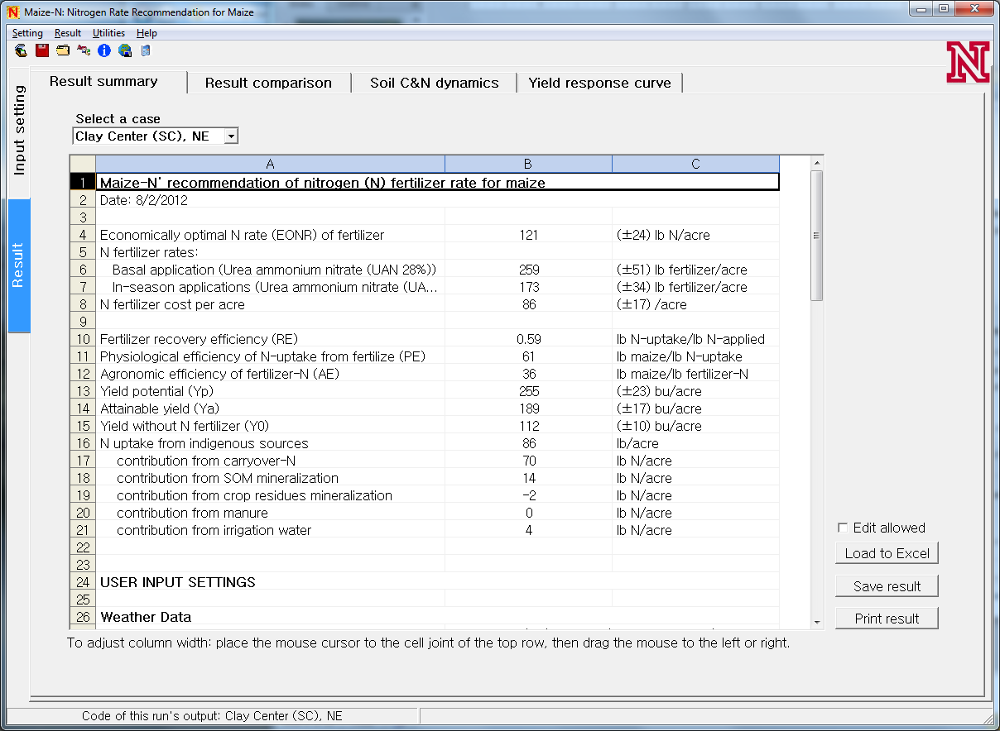 Maize-N: Nitrogen Rate Recommendation for Maize
Setting Result Utilities Help
N
Input setting
Result
Result summary Result comparison Soil C&N dynamics Yield response curve
Select a case
Clay Center (SC), NE
A B C
1 Maize-N' recommendation of nitrogen (N) fertilizer rate for maize
2 Date: 8/2/2012
3
4 Economically optimal N rate (EONR) of fertilizer 121 (±24) lb N/acre
5 N fertilizer rates:
6 Basal application (Urea ammonium nitrate (UAN 28%)) 259 (±51) lb fertilizer/acre
7 In-season applications (Urea ammonium nitrate (UA... 173 (±34) lb fertilizer/acre
8 N fertilizer cost per acre 86 (±17) /acre
9
10 Fertilizer recovery efficiency (RE) 0.59 lb N-uptake/lb N-applied
11 Physiological efficiency of N-uptake from fertilize (PE) 61 lb maize/lb N-uptake
12 Agronomic efficiency of fertilizer-N (AE) 36 lb maize/lb fertilizer-N
13 Yield potential (Yp) 255 (±23) bu/acre
14 Attainable yield (Ya) 189 (±17) bu/acre
15 Yield without N fertilizer (Y0) 112 (±10) bu/acre
16 N uptake from indigenous sources 86 lb/acre
17 contribution from carryover-N 70 lb N/acre
18 contribution from SOM mineralization 14 lb N/acre
19 contribution from crop residues mineralization -2 lb N/acre
20 contribution from manure 0 lb N/acre
21 contribution from irrigation water 4 lb N/acre
22
23
24 USER INPUT SETTINGS
25
26 Weather Data
Edit allowed
Load to Excel
Save result
Print result
To adjust column width: place the mouse cursor to the cell joint of the top row, then drag the mouse to the left or right.
Code of this run's output: Clay Center (SC), NE